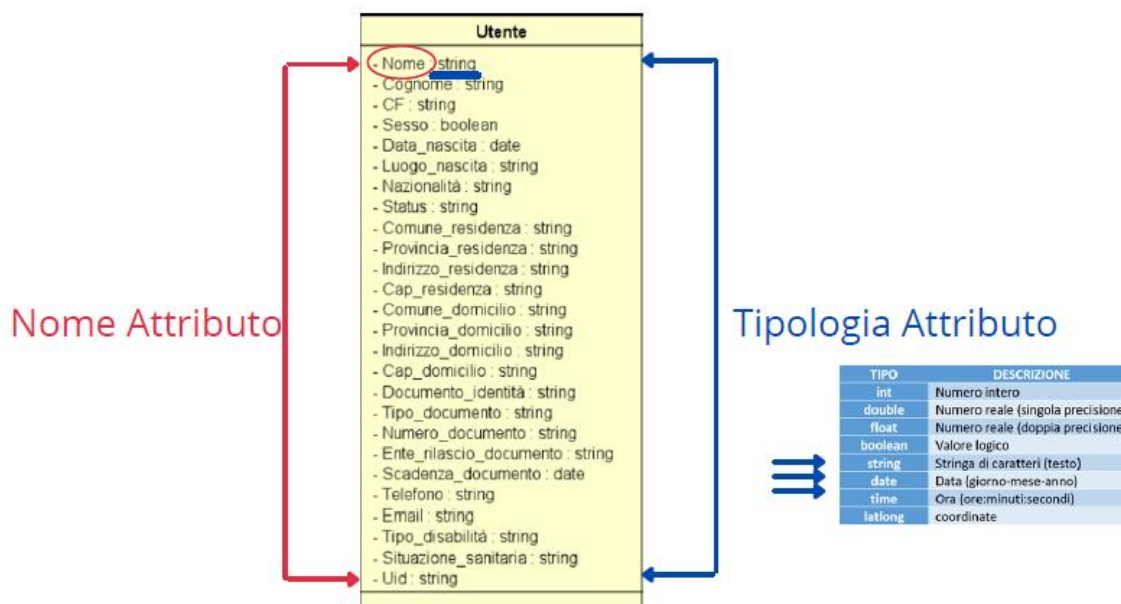 Utente
- Nome : string
- Cognome : string
- CF : string
- Sesso : boolean
- Data_nascita : date
- Luogo_nascita : string
- Nazionalità : string
- Status : string
- Comune_residenza : string
- Provincia_residenza : string
- Indirizzo_residenza : string
- Cap_residenza : string
- Comune_domicilio : string
- Provincia_domicilio : string
- Indirizzo_domicilio : string
- Cap_domicilio : string
- Documento_identità : string
- Tipo_documento : string
- Numero_documento : string
- Ente_rilascio_documento : string
- Scadenza_documento : date
- Telefono : string
- Email : string
- Tipo_disabilità : string
- Situazione_sanitaria : string
- Uid : string
Nome Attributo
Tipologia Attributo
TIPO DESCRIZIONE
int Numero intero
double Numero reale (singola precisione
float Numero reale (doppia precisione
boolean Valore logico
string Stringa di caratteri (testo)
date Data (giorno-mese-anno)
time Ora (ore:minuti:secondi)
latlong coordinate